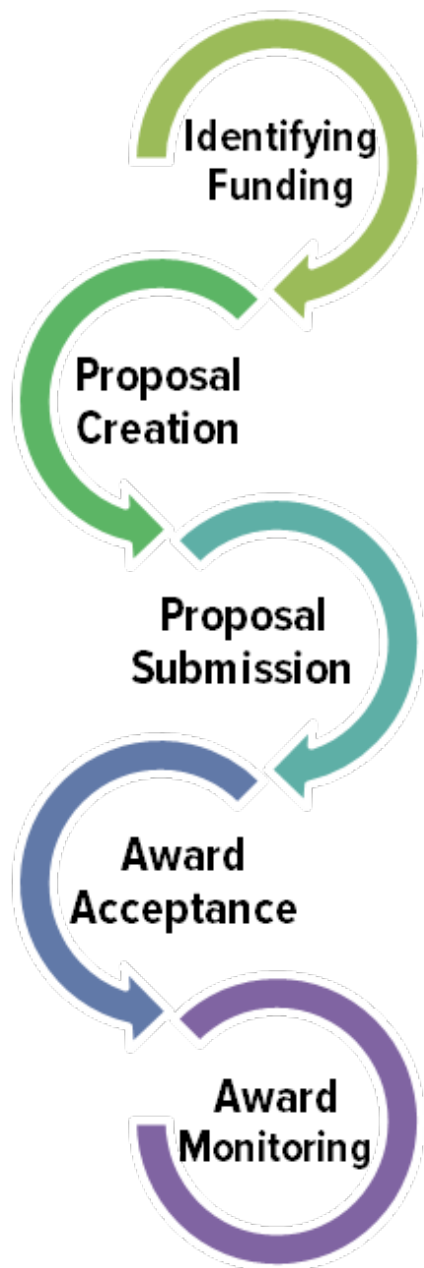 Identifying
Funding
Proposal
Creation
Proposal
Submission
Award
Acceptance
Award
Monitoring